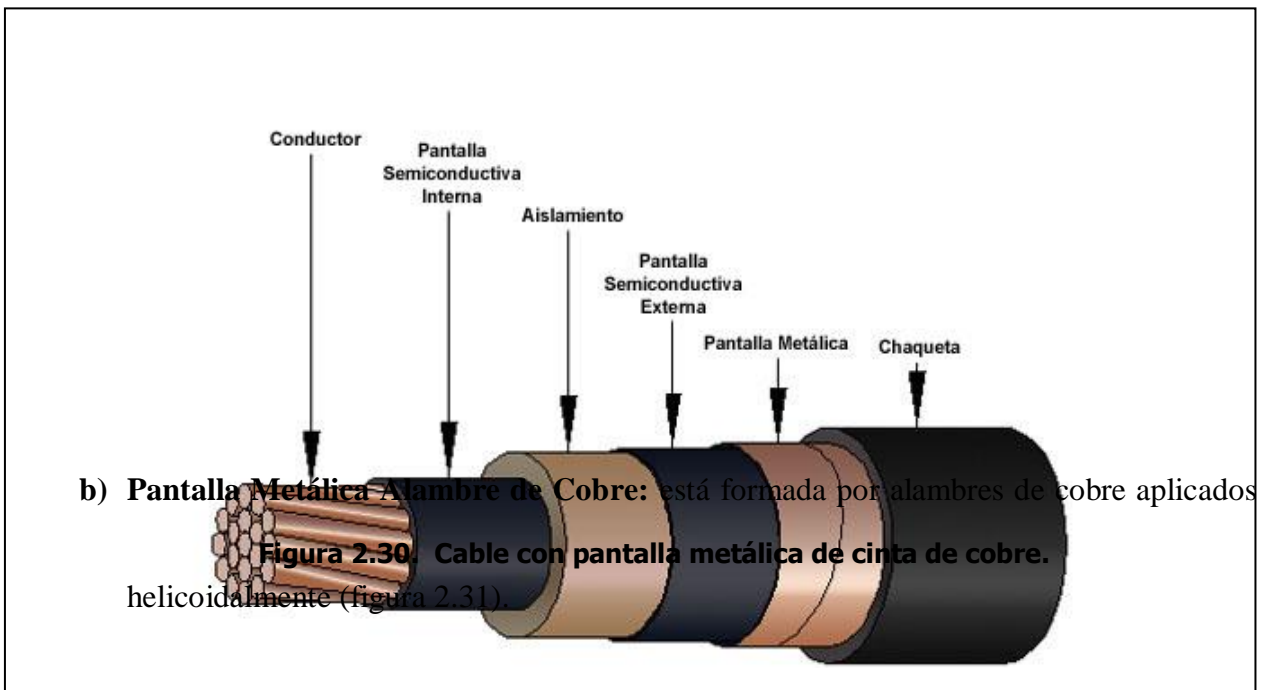 Conductor
Pantalla
Semiconductiva
Interna
Aislamiento
Pantalla
Semiconductiva
Externa
Pantalla Metálica
Chaqueta
b) Pantalla Metálica Alambre de Cobre: está formada por alambres de cobre aplicados
Figura 2.30. Cable con pantalla metálica de cinta de cobre.
helicoidalmente (figura 2.31).